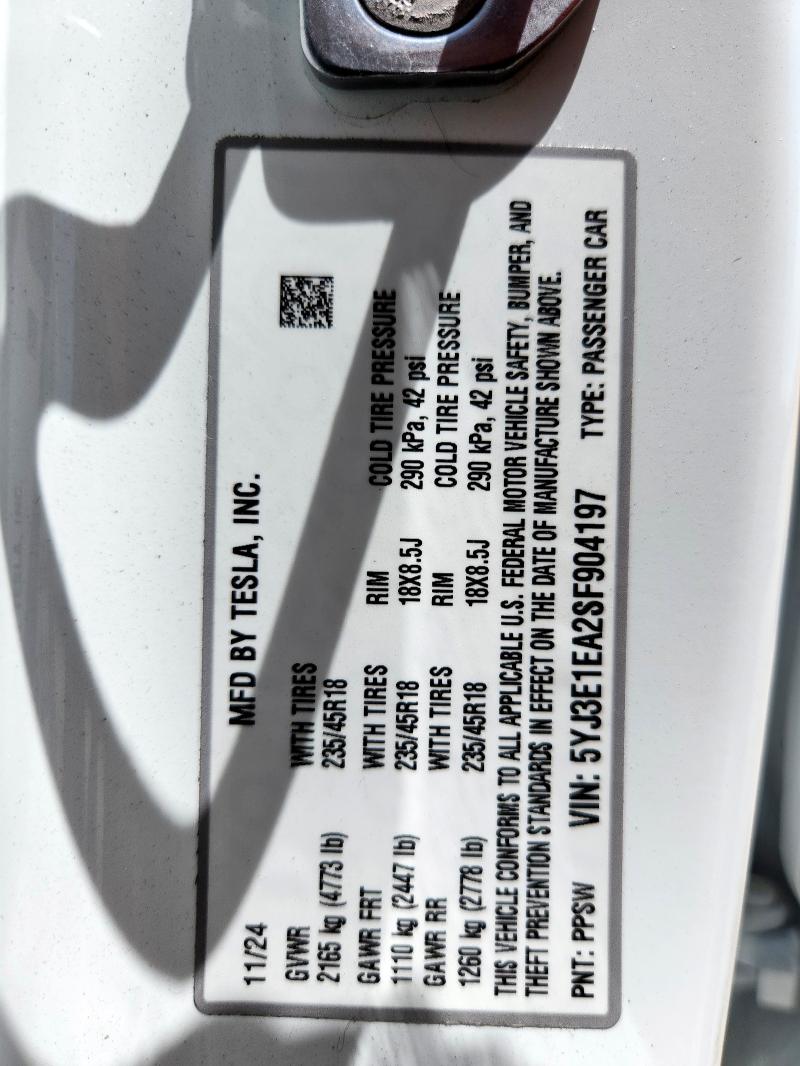 MFD BY TESLA, INC.
11/24
GVWR WITH TIRES
2165 kg (4773 lb) 235/45R18
GAWR FRT WITH TIRES RIM COLD TIRE PRESSURE
1110 kg (2447 lb) 235/45R18 18X8.5J 290 kPa, 42 psi
GAWR RR WITH TIRES RIM COLD TIRE PRESSURE
1260 kg (2778 lb) 235/45R18 18X8.5J 290 kPa, 42 psi
THIS VEHICLE CONFORMS TO ALL APPLICABLE U.S. FEDERAL MOTOR VEHICLE SAFETY, BUMPER, AND
THEFT PREVENTION STANDARDS IN EFFECT ON THE DATE OF MANUFACTURE SHOWN ABOVE.
PNT: PPSW VIN: 5YJ3E1EA2SF904197 TYPE: PASSENGER CAR